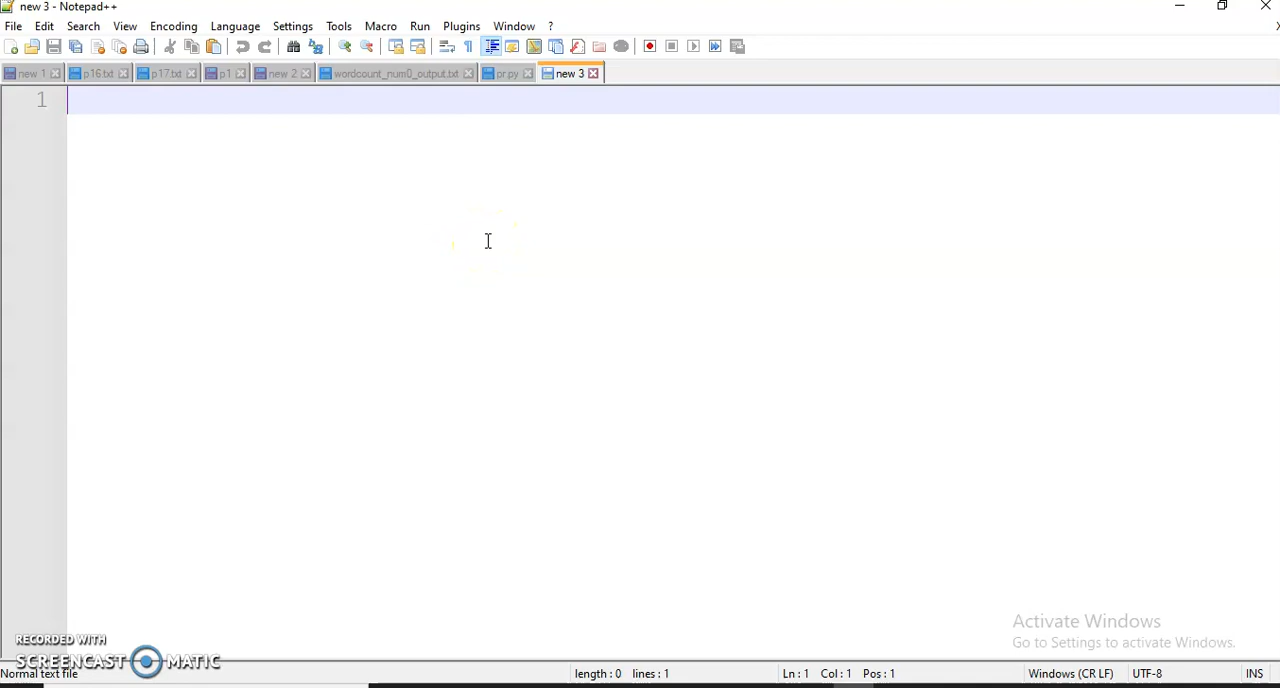 new 3 - Notepad++
File Edit Search View Encoding Language Settings Tools Macro Run Plugins Window ?
new 1 p16.txt p17.txt p1 new 2 wordcount_num0_output.txt pr.py new 3
1
Activate Windows
Go to Settings to activate Windows.
RECORDED WITH
SCREENCAST MATIC
Normal text file length : 0 lines : 1 Ln : 1 Col : 1 Pos : 1 Windows (CR LF) UTF-8 INS